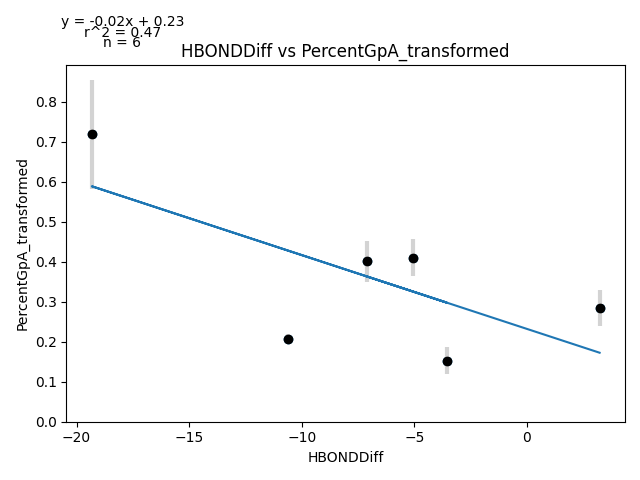 y = -0.02x + 0.23
r^2 = 0.47
n = 6
HBONDDiff vs PercentGpA_transformed
PercentGpA_transformed
0.8
0.7
0.6
0.5
0.4
0.3
0.2
0.1
0.0
−20 −15 −10 −5 0
HBONDDiff